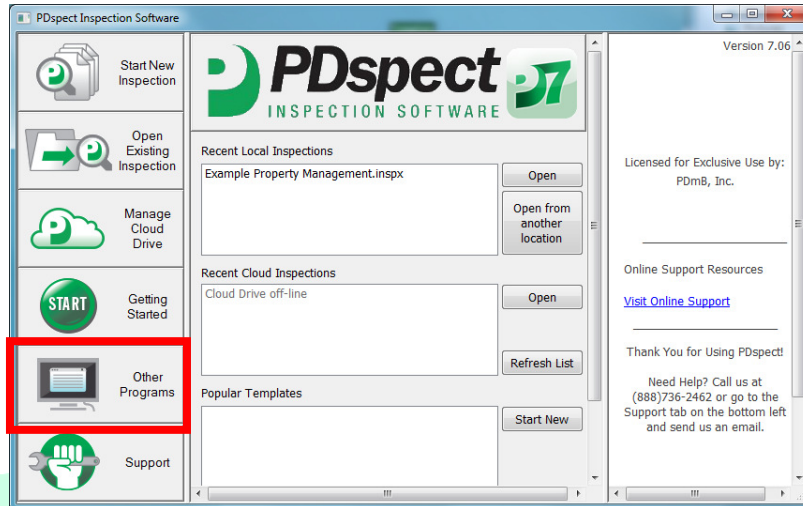 PDspect Inspection Software
Start New
Inspection
Open
Existing
Inspection
Manage
Cloud
Drive
START
Getting
Started
Other
Programs
Support
PDspect
INSPECTION SOFTWARE
P7
Recent Local Inspections
Example Property Management.inspx
Open
Open from
another
location
Recent Cloud Inspections
Cloud Drive off-line
Open
Refresh List
Popular Templates
Start New
Version 7.06
Licensed for Exclusive Use by:
PDmB, Inc.
Online Support Resources
Visit Online Support
Thank You for Using PDspect!
Need Help? Call us at
(888)736-2462 or go to the
Support tab on the bottom left
and send us an email.